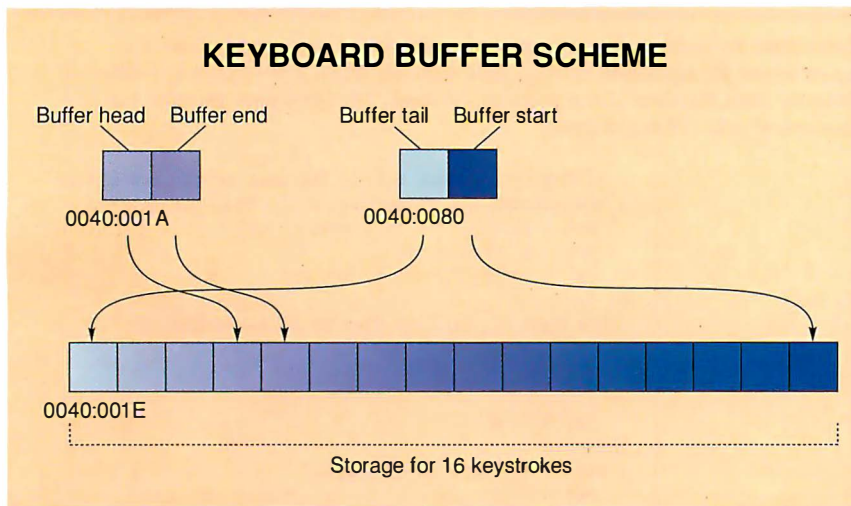 KEYBOARD BUFFER SCHEME
Buffer head Buffer end Buffer tail Buffer start
0040:001A 0040:0080
0040:001E
Storage for 16 keystrokes